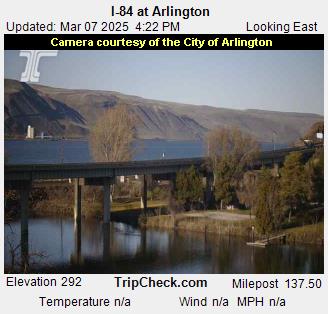 I-84 at Arlington
Updated: Mar 07 2025 4:22 PM Looking East
Camera courtesy of the City of Arlington
Elevation 292 TripCheck.com Milepost 137.50
Temperature n/a Wind n/a MPH n/a